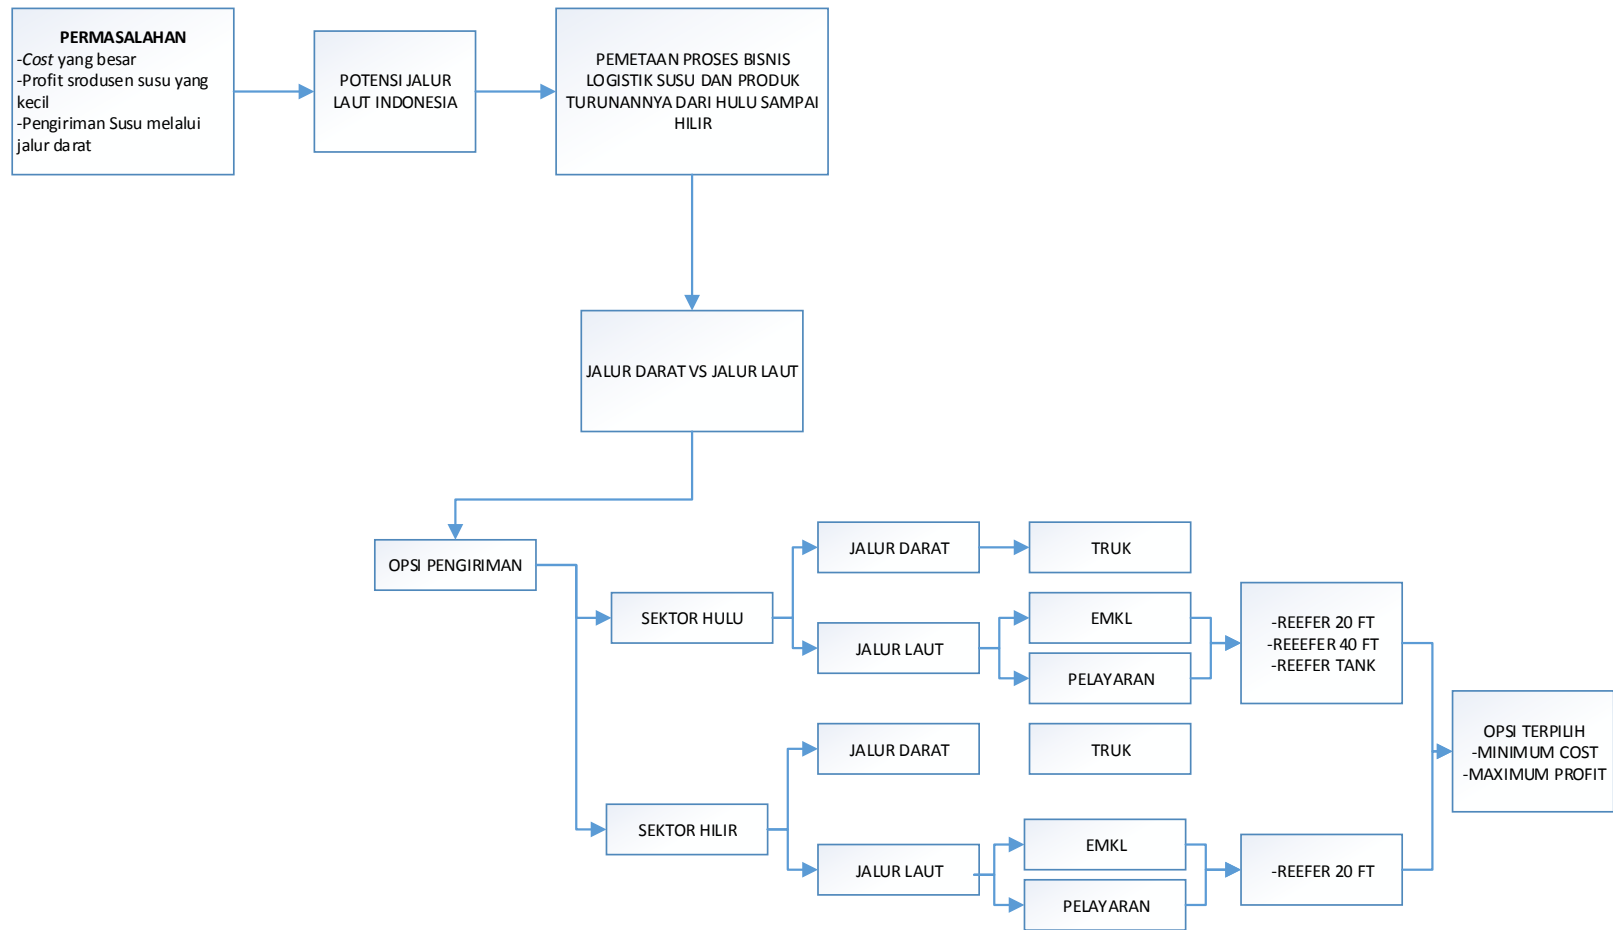 PERMASALAHAN
-Cost yang besar
-Profit srodusen susu yang
kecil
-Pengiriman Susu melalui
jalur darat
POTENSI JALUR
LAUT INDONESIA
PEMETAAN PROSES BISNIS
LOGISTIK SUSU DAN PRODUK
TURUNANNYA DARI HULU SAMPAI
HILIR
JALUR DARAT VS JALUR LAUT
OPSI PENGIRIMAN
SEKTOR HULU
JALUR DARAT
TRUK
JALUR LAUT
EMKL
PELAYARAN
-REEFER 20 FT
-REEEFER 40 FT
-REEFER TANK
SEKTOR HILIR
JALUR DARAT
TRUK
JALUR LAUT
EMKL
PELAYARAN
-REEFER 20 FT
OPSI TERPILIH
-MINIMUM COST
-MAXIMUM PROFIT